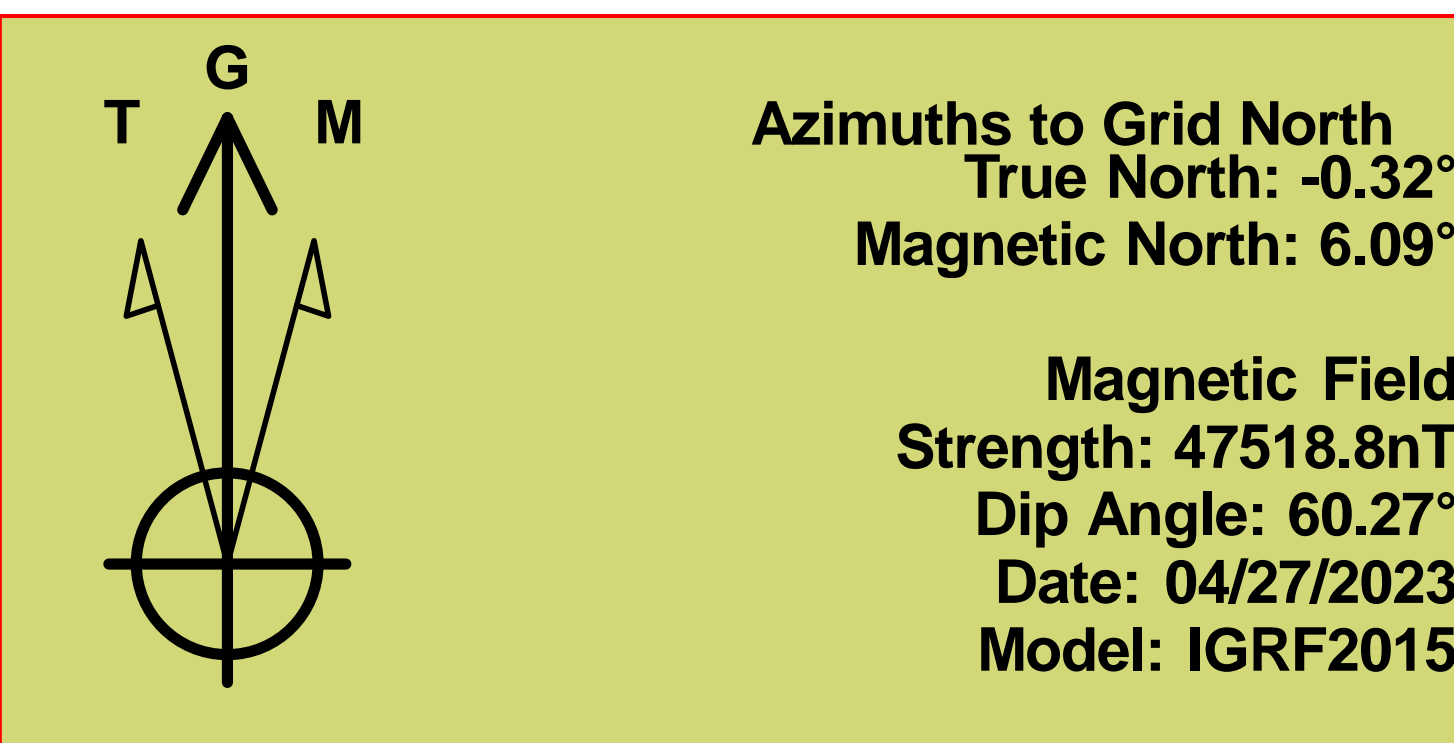 G
T M
Azimuths to Grid North
True North: -0.32°
Magnetic North: 6.09°
Magnetic Field
Strength: 47518.8nT
Dip Angle: 60.27°
Date: 04/27/2023
Model: IGRF2015